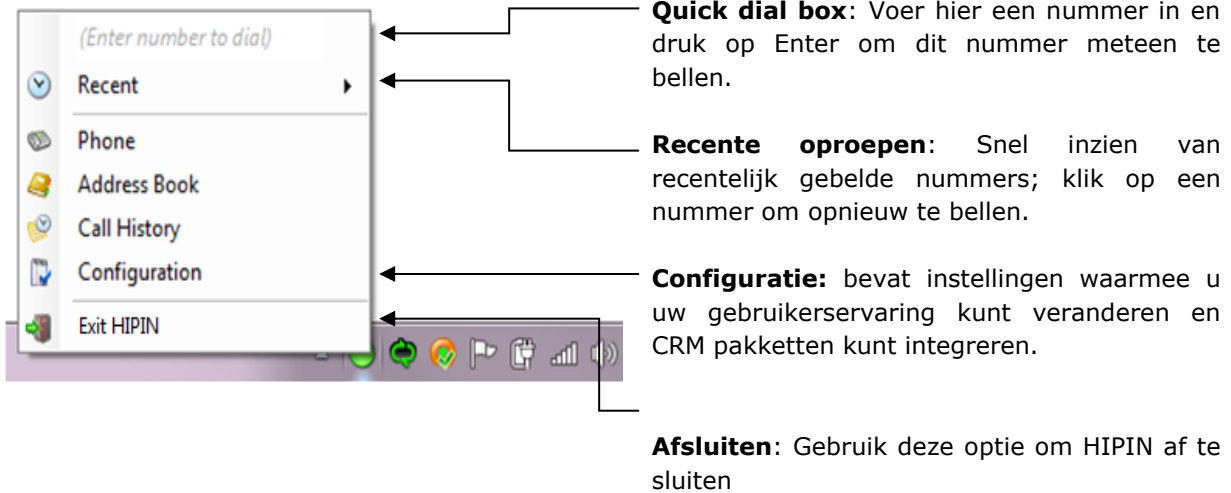 (Enter number to dial)
Recent
Phone
Address Book
Call History
Configuration
Exit HIPIN
Quick dial box: Voer hier een nummer in en
druk op Enter om dit nummer meteen te
bellen.
Recente oproepen: Snel inzien van
recentelijk gebelde nummers; klik op een
nummer om opnieuw te bellen.
Configuratie: bevat instellingen waarmee u
uw gebruikerservaring kunt veranderen en
CRM pakketten kunt integreren.
Afsluiten: Gebruik deze optie om HIPIN af te
sluiten